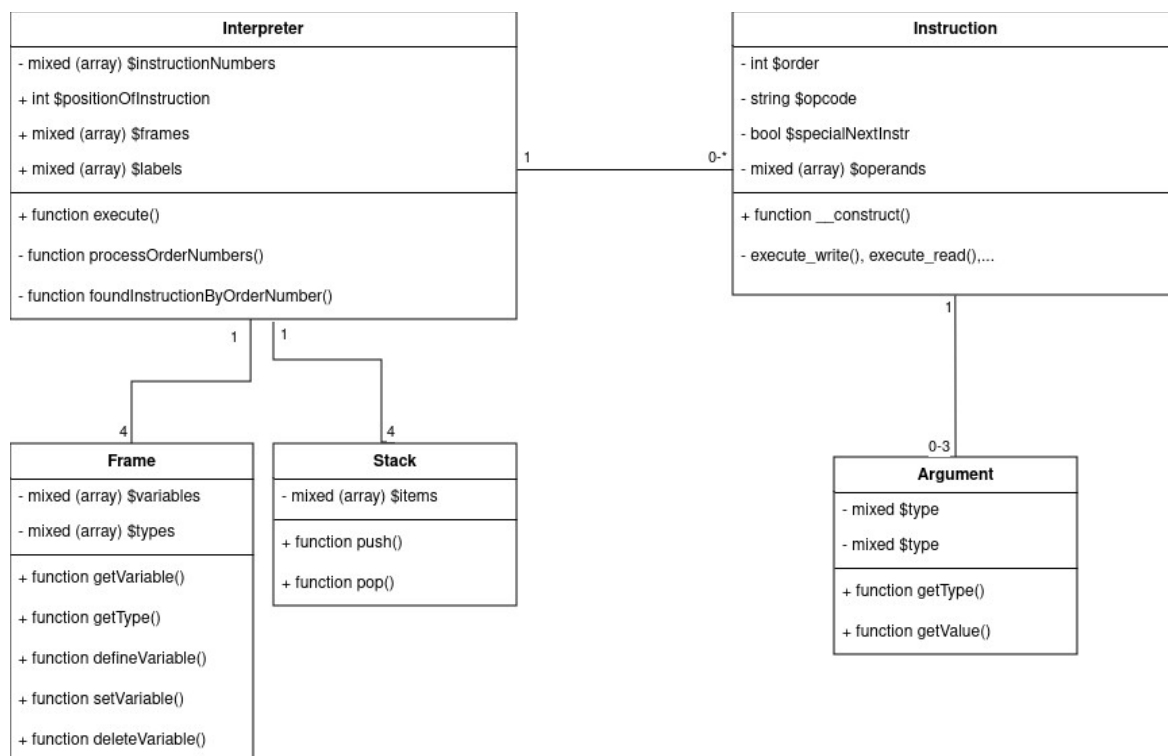 Interpreter
- mixed (array) $instructionNumbers
+ int $positionOfInstruction
+ mixed (array) $frames
+ mixed (array) $labels
+ function execute()
- function processOrderNumbers()
- function foundInstructionByOrderNumber()
1
0-*
Instruction
- int $order
- string $opcode
- bool $specialNextInstr
- mixed (array) $operands
+ function __construct()
- execute_write(), execute_read(),...
1
1
1
4
4
0-3
Frame
- mixed (array) $variables
- mixed (array) $types
+ function getVariable()
+ function getType()
+ function defineVariable()
+ function setVariable()
+ function deleteVariable()
Stack
- mixed (array) $items
+ function push()
+ function pop()
Argument
- mixed $type
- mixed $type
+ function getType()
+ function getValue()